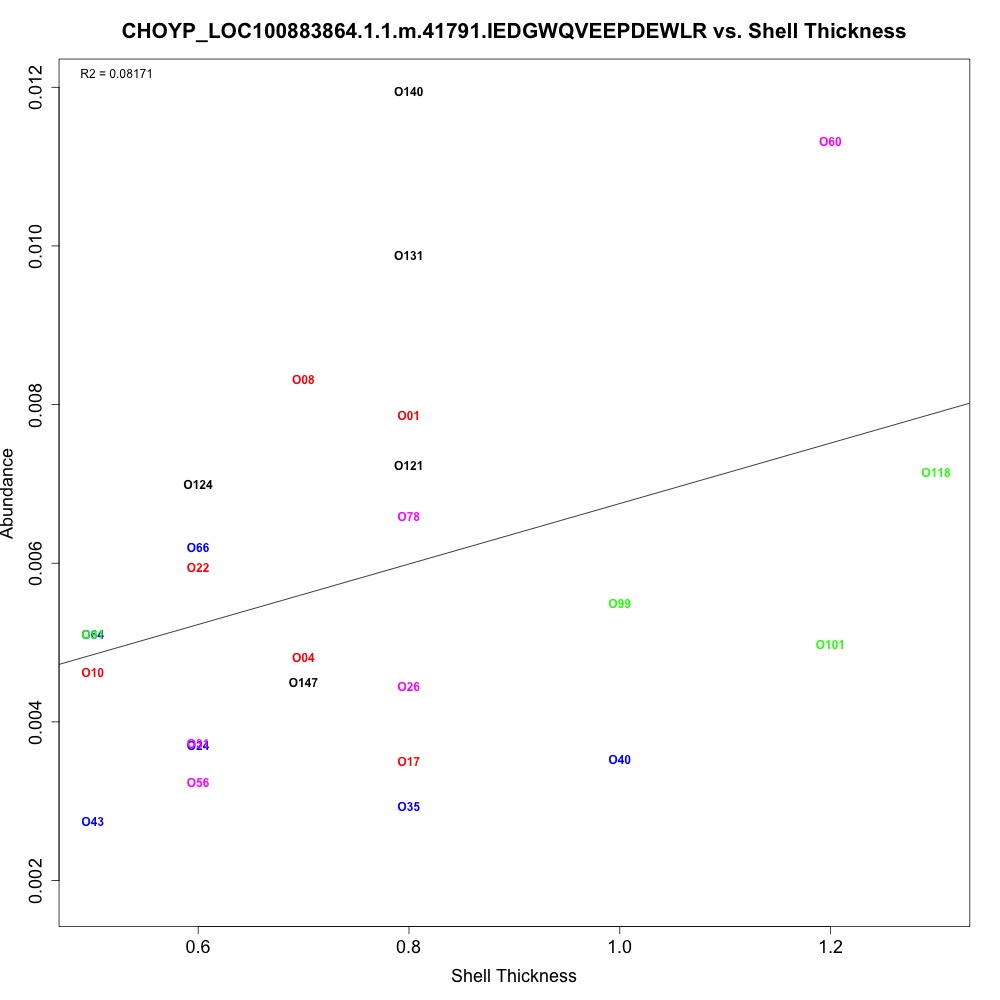 CHOYP_LOC100883864.1.1.m.41791.IEDGWQVEEPDEWLR vs. Shell Thickness
R2 = 0.08171
0.012
O140
O60
0.010
O131
O08
0.008
O01
O121
O118
O124
O78
O66
O22
0.006
O99
O101
O04
O10
O147
O26
0.004
O24
O17
O40
O56
O35
O43
0.002
Abundance
0.6 0.8 1.0 1.2
Shell Thickness